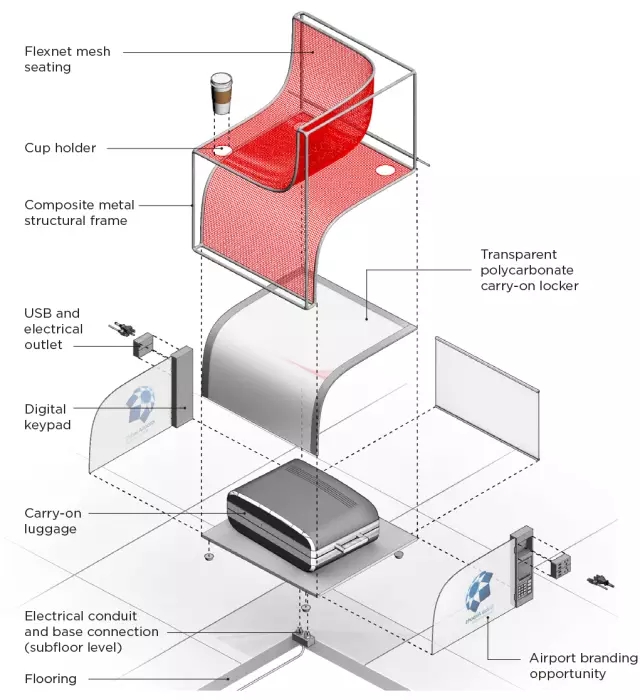 Flexnet mesh
seating
Cup holder
Composite metal
structural frame
Transparent
polycarbonate
carry-on locker
USB and
electrical
outlet
Digital
keypad
Carry-on
luggage
Electrical conduit
and base connection
(subfloor level)
Airport branding
opportunity
Flooring